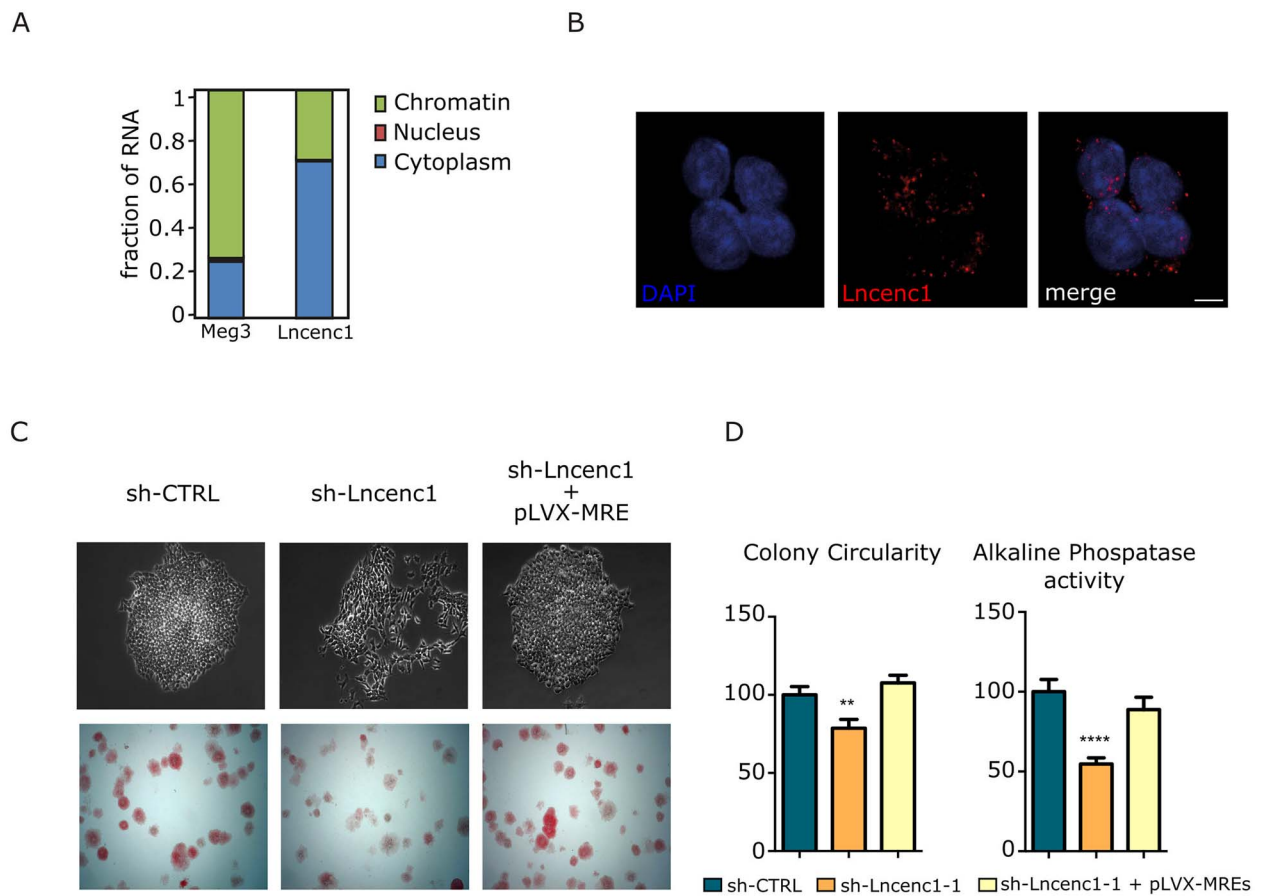 A
B
fraction of RNA
1
0.8
0.6
0.4
0.2
0
Meg3
Lncenc1
Chromatin
Nucleus
Cytoplasm
DAPI
Lncenc1
merge
C
D
sh-CTRL
sh-Lncenc1
sh-Lncenc1
+
pLVX-MRE
Colony Circularity
150
100
50
0
**
Alkaline Phospatase
activity
150
100
50
0
****
sh-CTRL
sh-Lncenc1-1
sh-Lncenc1-1 + pLVX-MREs